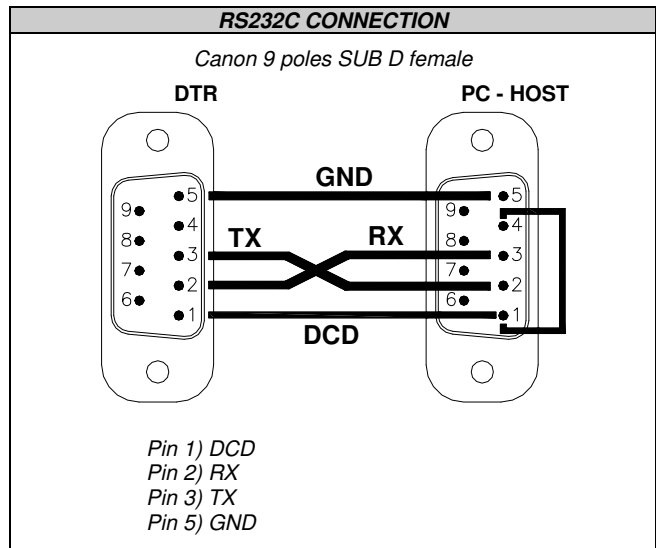 RS232C CONNECTION
Canon 9 poles SUB D female
DTR PC - HOST
GND
5 5
9 9
4 4
TX RX
8 3 8 3
7 7
2 2
6 6
1 1
DCD
Pin 1) DCD
Pin 2) RX
Pin 3) TX
Pin 5) GND